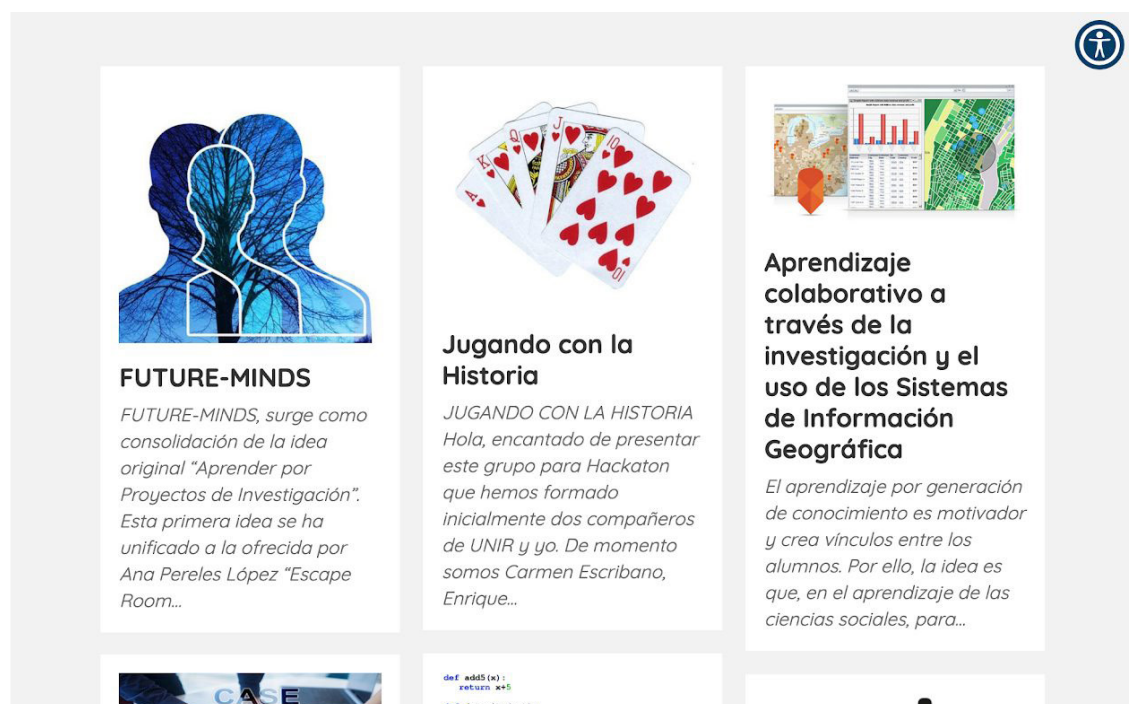 FUTURE-MINDS
FUTURE-MINDS, surge como
consolidación de la idea
original “Aprender por
Proyectos de Investigación”.
Esta primera idea se ha
unificado a la ofrecida por
Ana Pereles López “Escape
Room...
A
K
Q
J
10
10
Jugando con la
Historia
JUGANDO CON LA HISTORIA
Hola, encantado de presentar
este grupo para Hackaton
que hemos formado
inicialmente dos compañeros
de UNIR y yo. De momento
somos Carmen Escribano,
Enrique...
Aprendizaje
colaborativo a
través de la
investigación y el
uso de los Sistemas
de Información
Geográfica
El aprendizaje por generación
de conocimiento es motivador
y crea vínculos entre los
alumnos. Por ello, la idea es
que, en el aprendizaje de las
ciencias sociales, para...
CASE
def add5(x):
return x+5